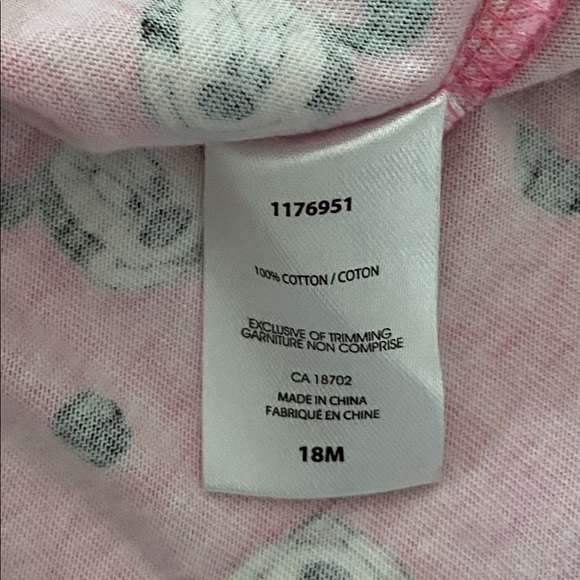 1176951
100% COTTON / COTON
EXCLUSIVE OF TRIMMING
GARNITURE NON COMPRISE
CA 18702
MADE IN CHINA
FABRIQUÉ EN CHINE
18M